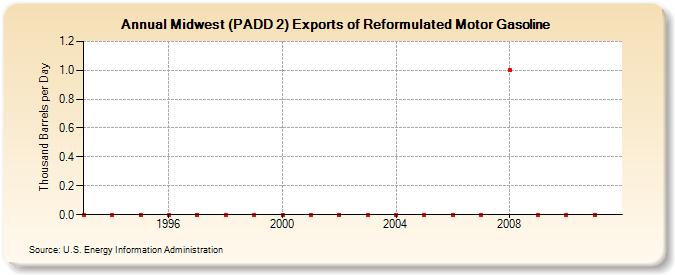 Annual Midwest (PADD 2) Exports of Reformulated Motor Gasoline
Thousand Barrels per Day
1.2
1.0
0.8
0.6
0.4
0.2
0.0
1996 2000 2004 2008
Source: U.S. Energy Information Administration